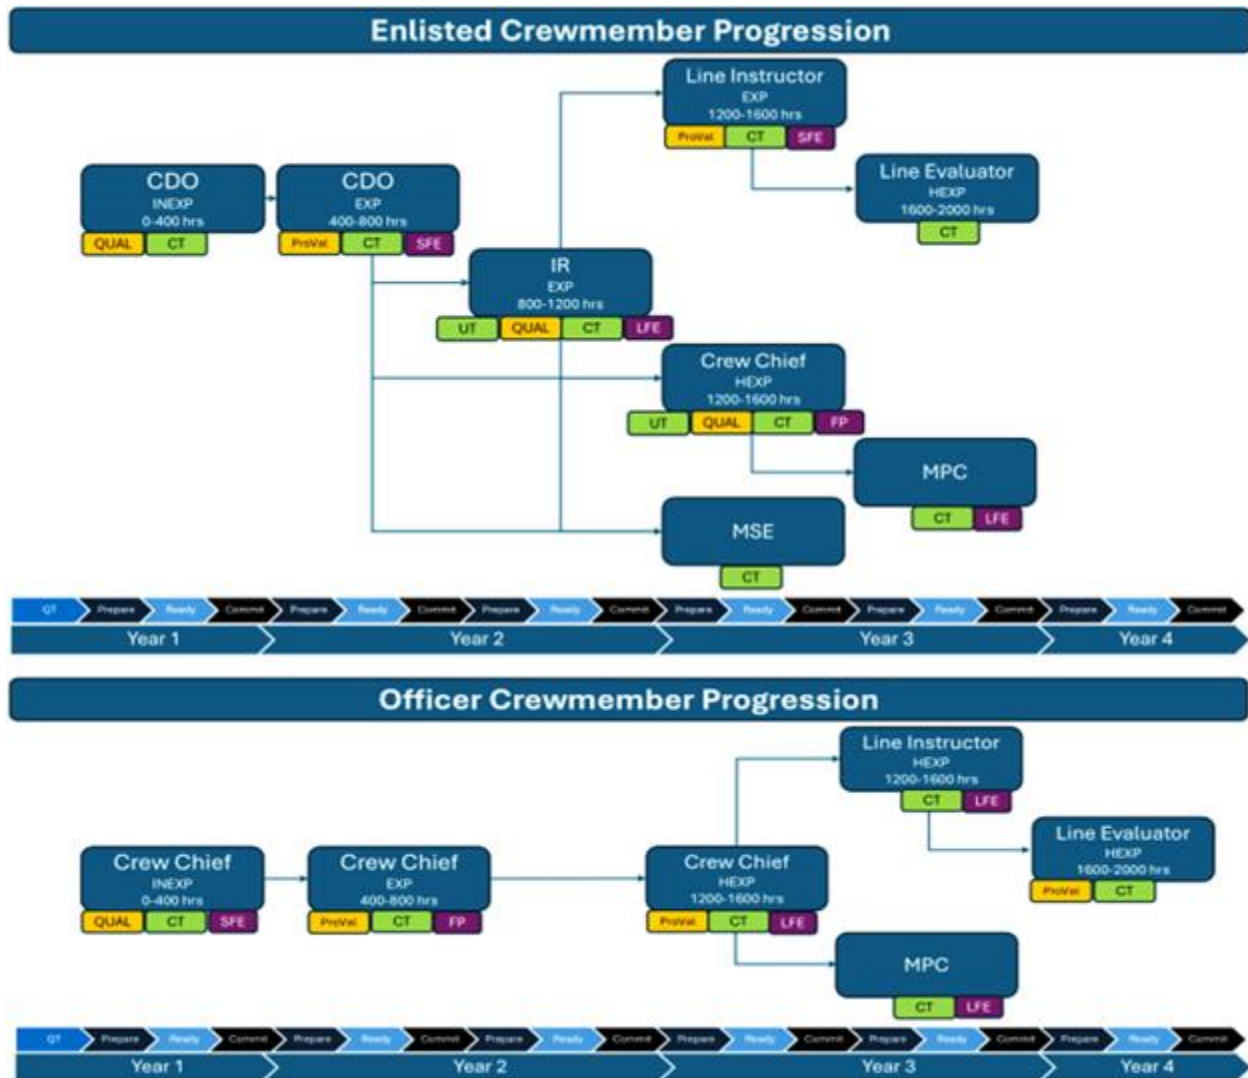 Enlisted Crewmember Progression
Line Instructor
EXP
1200-1600 hrs
ProVal CT SFE
CDO
INEXP
0-400 hrs
QUAL CT
CDO
EXP
400-800 hrs
ProVal CT SFE
Line Evaluator
HEXP
1600-2000 hrs
CT
IR
EXP
800-1200 hrs
UT QUAL CT LFE
Crew Chief
HEXP
1200-1600 hrs
UT QUAL CT FP
MPC
CT LFE
MSE
CT
QT Prepare Ready Commit Prepare Ready Commit Prepare Ready Commit Prepare Ready Commit Prepare Ready Commit Prepare Ready Commit
Year 1 Year 2 Year 3 Year 4
Officer Crewmember Progression
Line Instructor
HEXP
1200-1600 hrs
CT LFE
Crew Chief
INEXP
0-400 hrs
QUAL CT SFE
Crew Chief
EXP
400-800 hrs
ProVal CT FP
Crew Chief
HEXP
1200-1600 hrs
ProVal CT LFE
Line Evaluator
HEXP
1600-2000 hrs
ProVal CT
MPC
CT LFE
QT Prepare Ready Commit Prepare Ready Commit Prepare Ready Commit Prepare Ready Commit Prepare Ready Commit Prepare Ready Commit
Year 1 Year 2 Year 3 Year 4